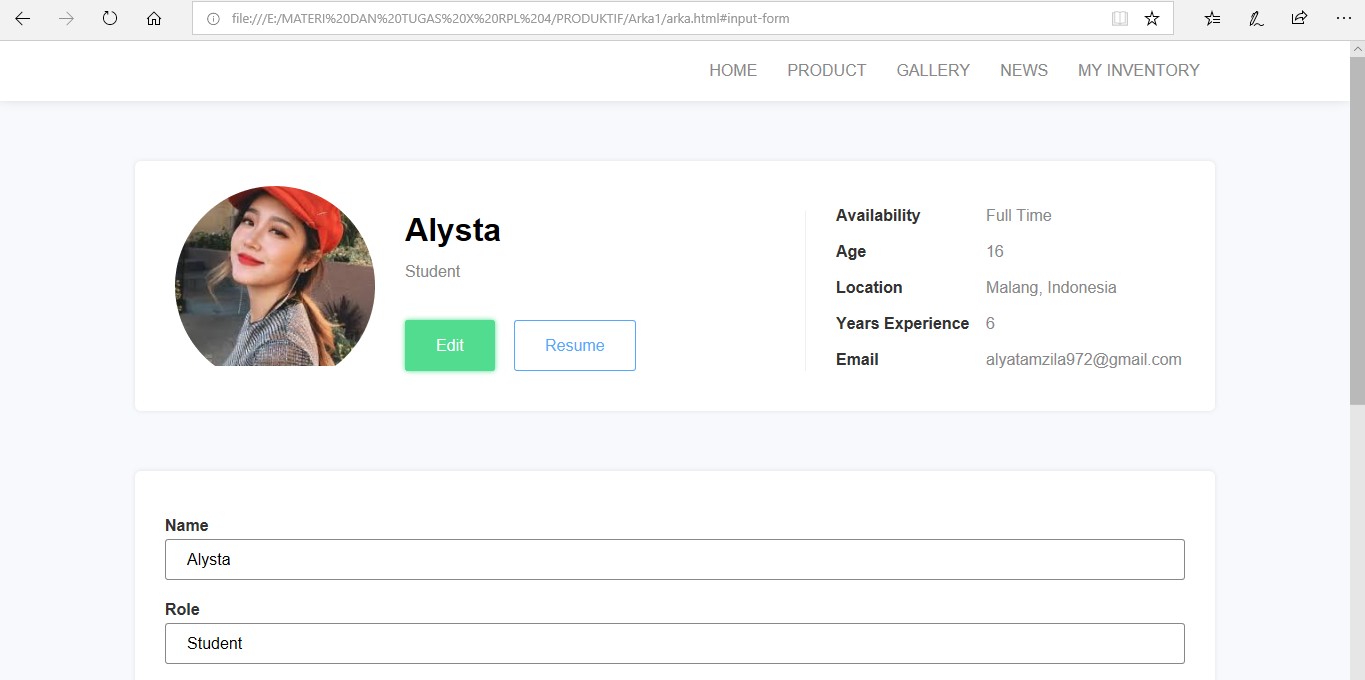 file:///E:/MATERI%20DAN%20TUGAS%20X%20RPL%204/PRODUKTIF/Arka1/arka.html#input-form
HOME PRODUCT GALLERY NEWS MY INVENTORY
Alysta
Student
Edit Resume
Availability Full Time
Age 16
Location Malang, Indonesia
Years Experience 6
Email alyatamzila972@gmail.com
Name
Alysta
Role
Student